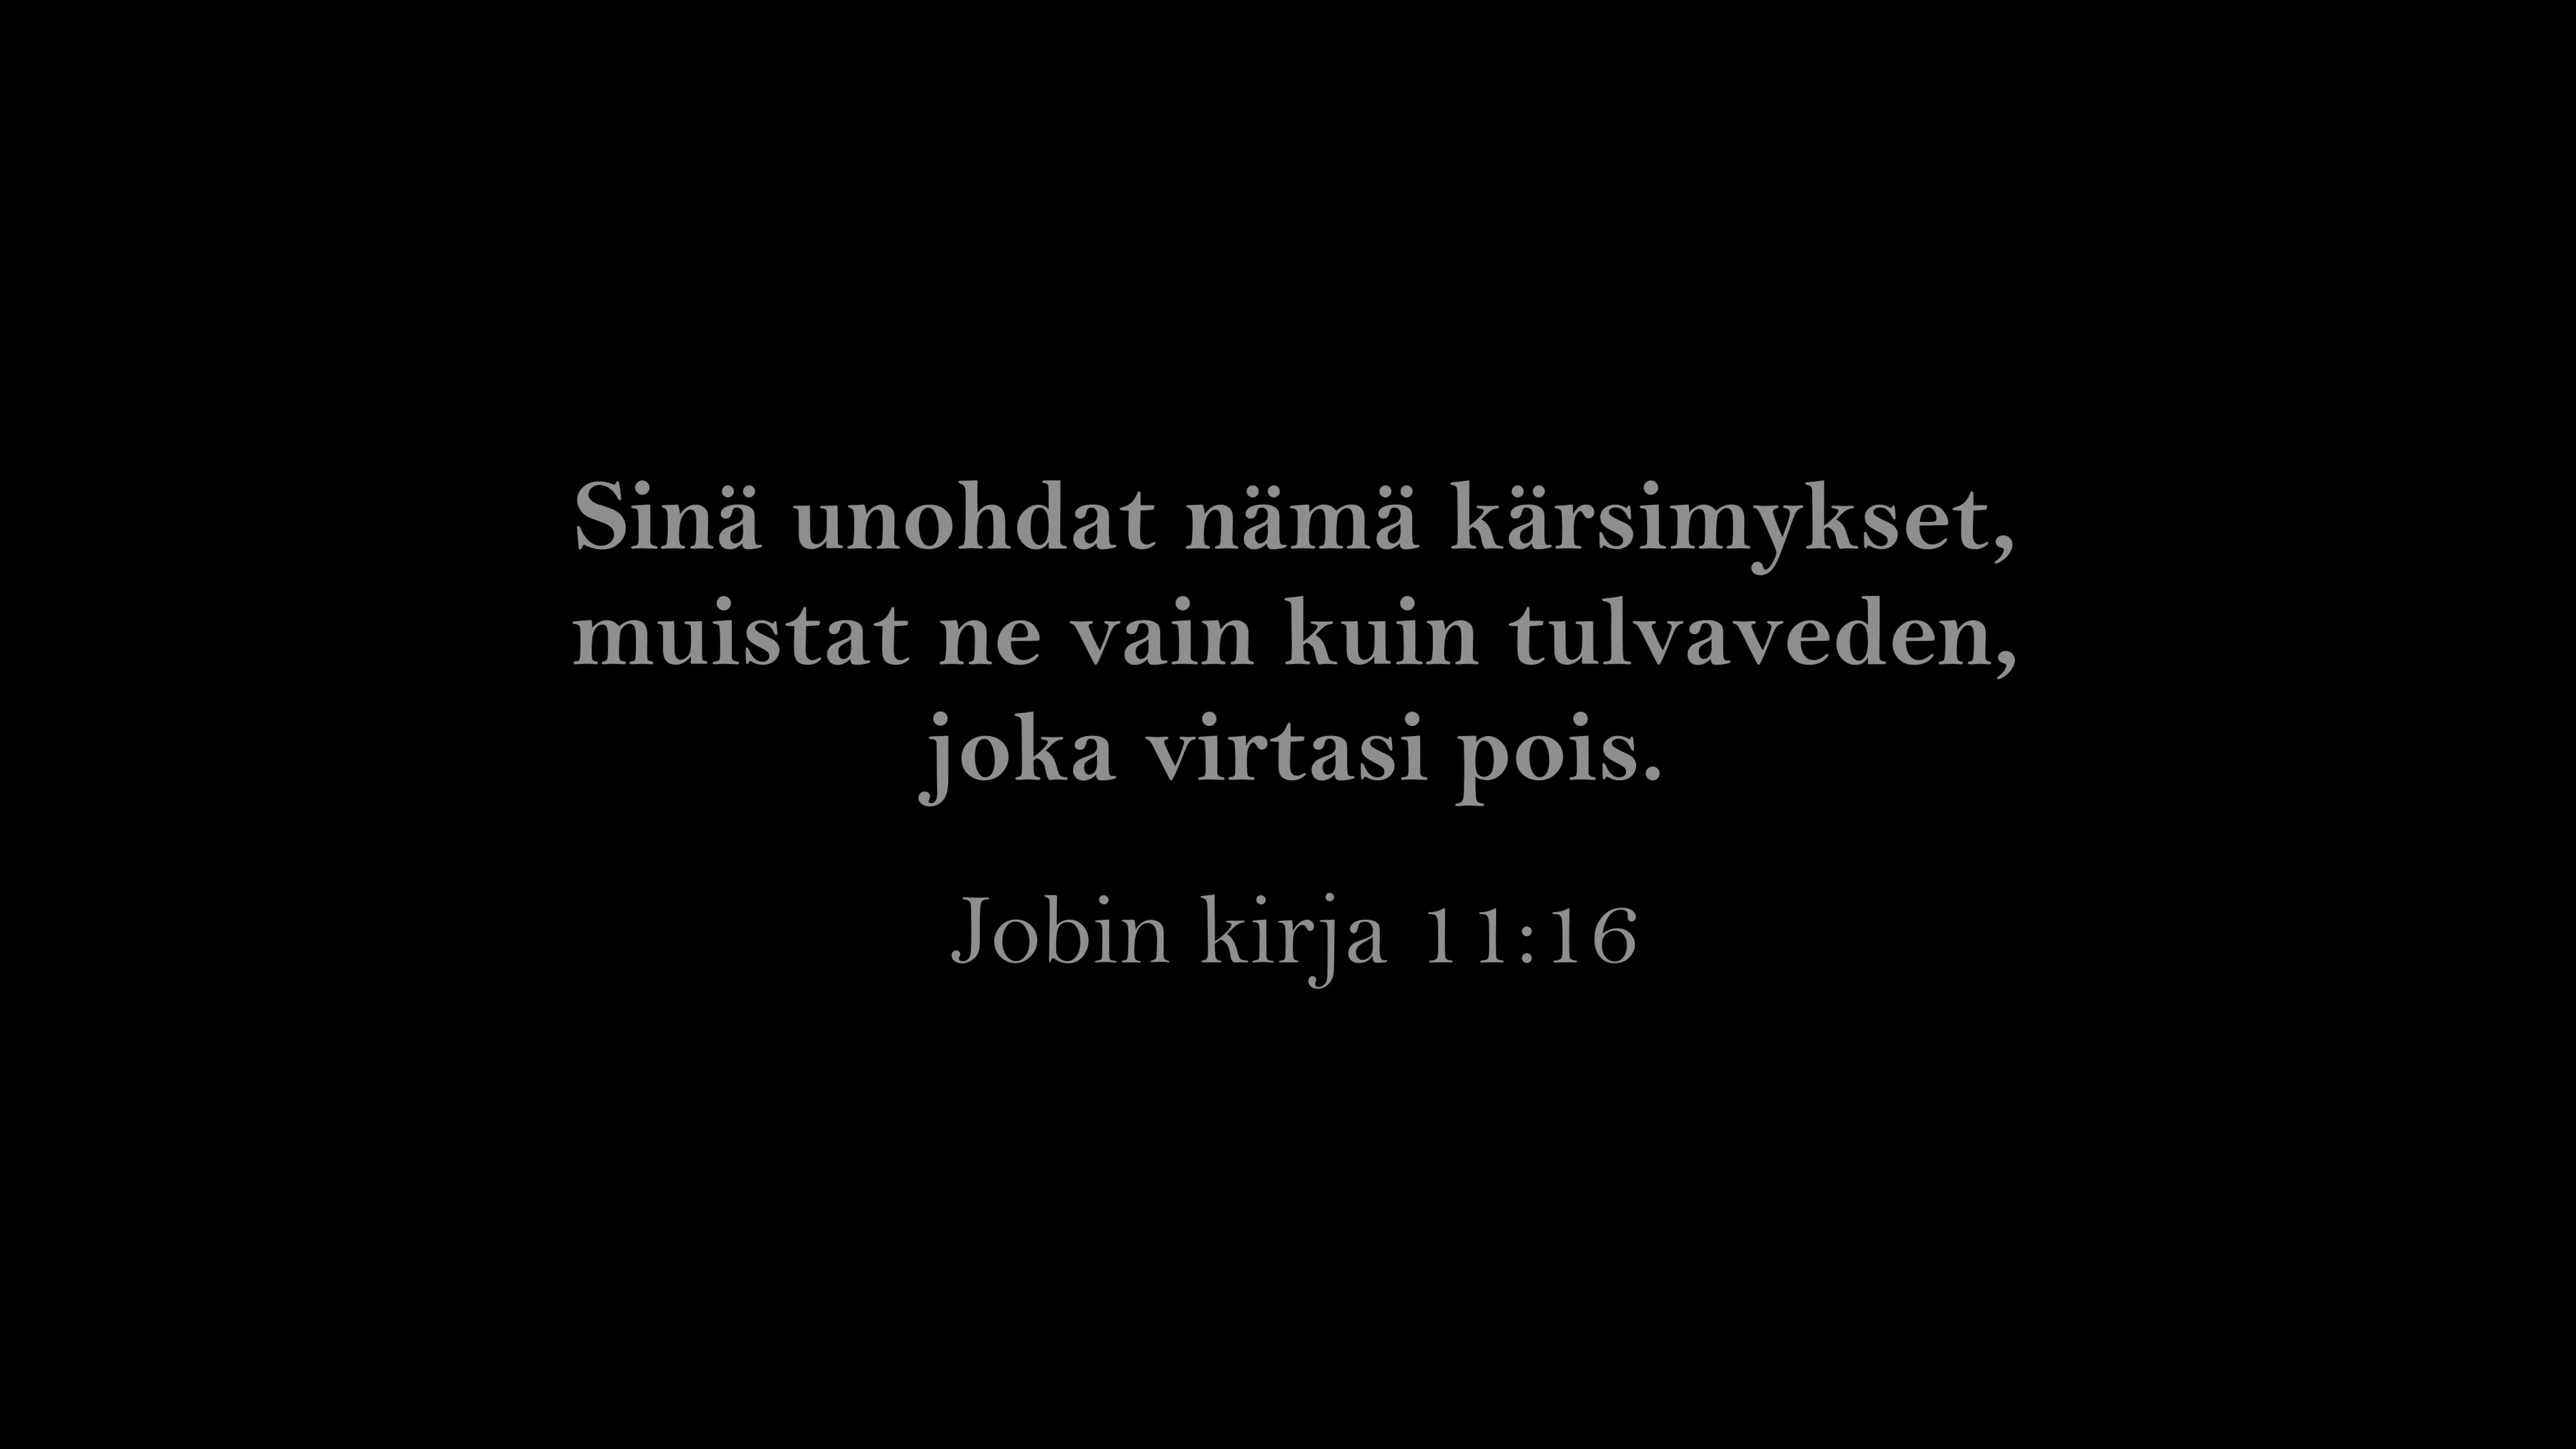 Sinä unohdat nämä kärsimykset,
muistat ne vain kuin tulvaveden,
joka virtasi pois.
Jobin kirja 11:16